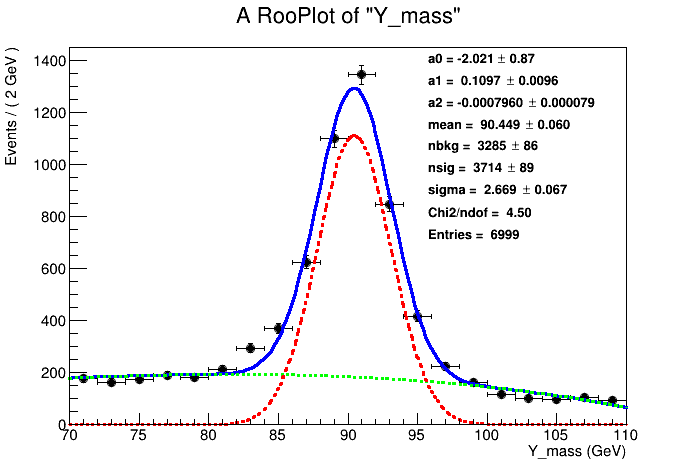 A RooPlot of "Y_mass"
Events / ( 2 GeV )
1400
1200
1000
800
600
400
200
0
a0 = -2.021 ± 0.87
a1 = 0.1097 ± 0.0096
a2 = -0.0007960 ± 0.000079
mean = 90.449 ± 0.060
nbkg = 3285 ± 86
nsig = 3714 ± 89
sigma = 2.669 ± 0.067
Chi2/ndof = 4.50
Entries = 6999
70 75 80 85 90 95 100 105 110
Y_mass (GeV)